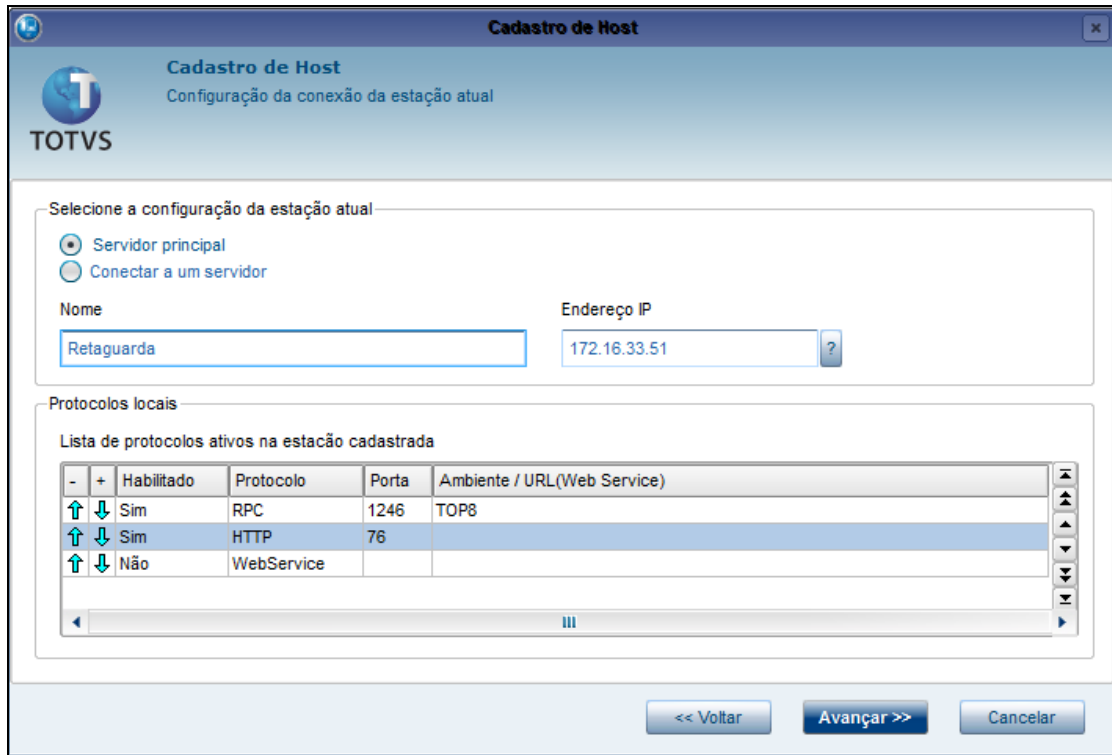 Cadastro de Host
Cadastro de Host
Configuração da conexão da estação atual
TOTVS
Selecione a configuração da estação atual
Servidor principal
Conectar a um servidor
Nome Endereço IP
Retaguarda 172.16.33.51 ?
Protocolos locais
Lista de protocolos ativos na estacão cadastrada
- + Habilitado Protocolo Porta Ambiente / URL(Web Service)
Sim RPC 1246 TOP8
Sim HTTP 76
Não WebService
<< Voltar Avançar >> Cancelar